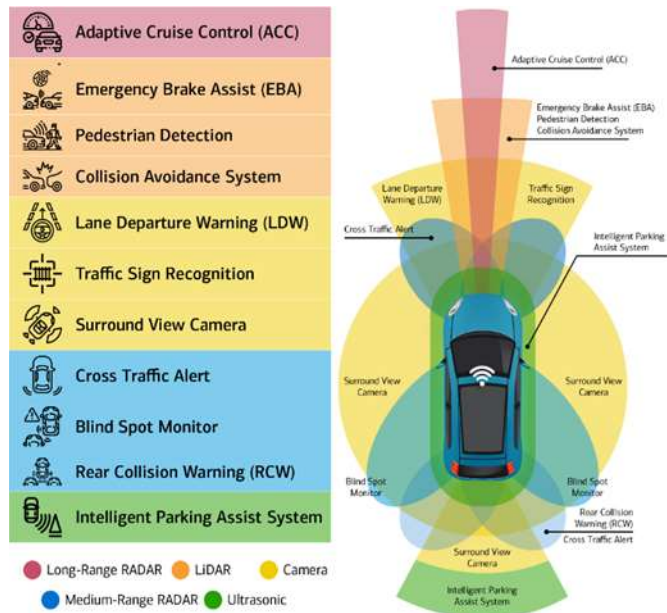 Adaptive Cruise Control (ACC)
Emergency Brake Assist (EBA)
Pedestrian Detection
Collision Avoidance System
Lane Departure Warning (LDW)
Traffic Sign Recognition
Surround View Camera
Cross Traffic Alert
Blind Spot Monitor
Rear Collision Warning (RCW)
Intelligent Parking Assist System
Long-Range RADAR
LiDAR
Camera
Medium-Range RADAR
Ultrasonic
Adaptive Cruise Control (ACC)
Emergency Brake Assist (EBA)
Pedestrian Detection
Collision Avoidance System
Lane Departure
Warning (LDW)
Traffic Sign
Recognition
Cross Traffic Alert
Intelligent Parking
Assist System
Surround View
Camera
Surround View
Camera
Blind Spot
Monitor
Blind Spot
Monitor
Rear Collision
Warning (RCW)
Cross Traffic Alert
Surround View
Camera
Intelligent Parking
Assist System